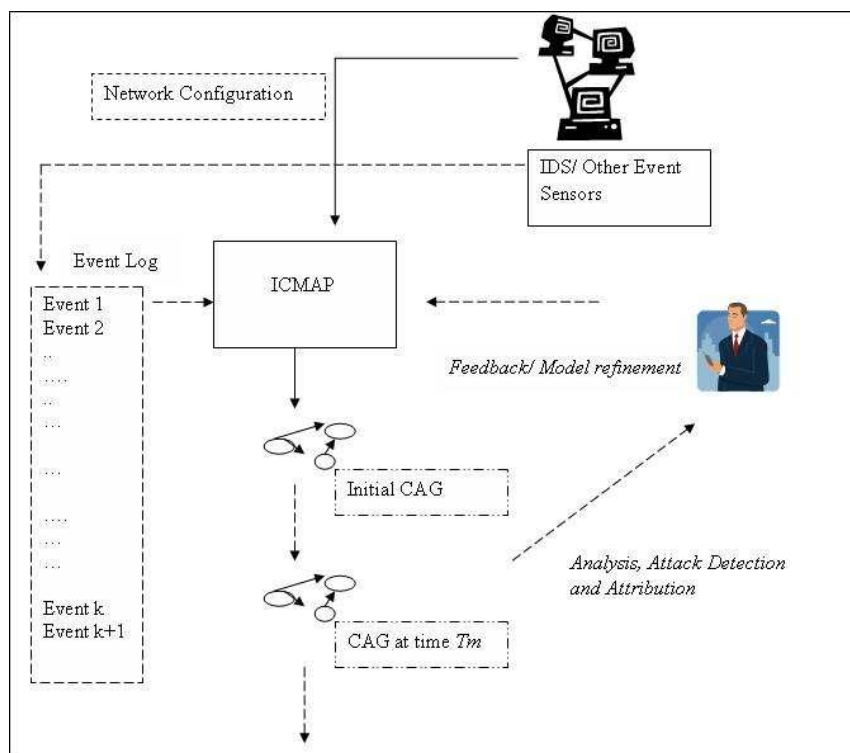 Network Configuration
IDS/ Other Event
Sensors
Event Log
ICMAP
Event 1
Event 2
..
....
..
...
...
....
...
...
Event k
Event k+1
Feedback/ Model refinement
Initial CAG
Analysis, Attack Detection
and Attribution
CAG at time Tm